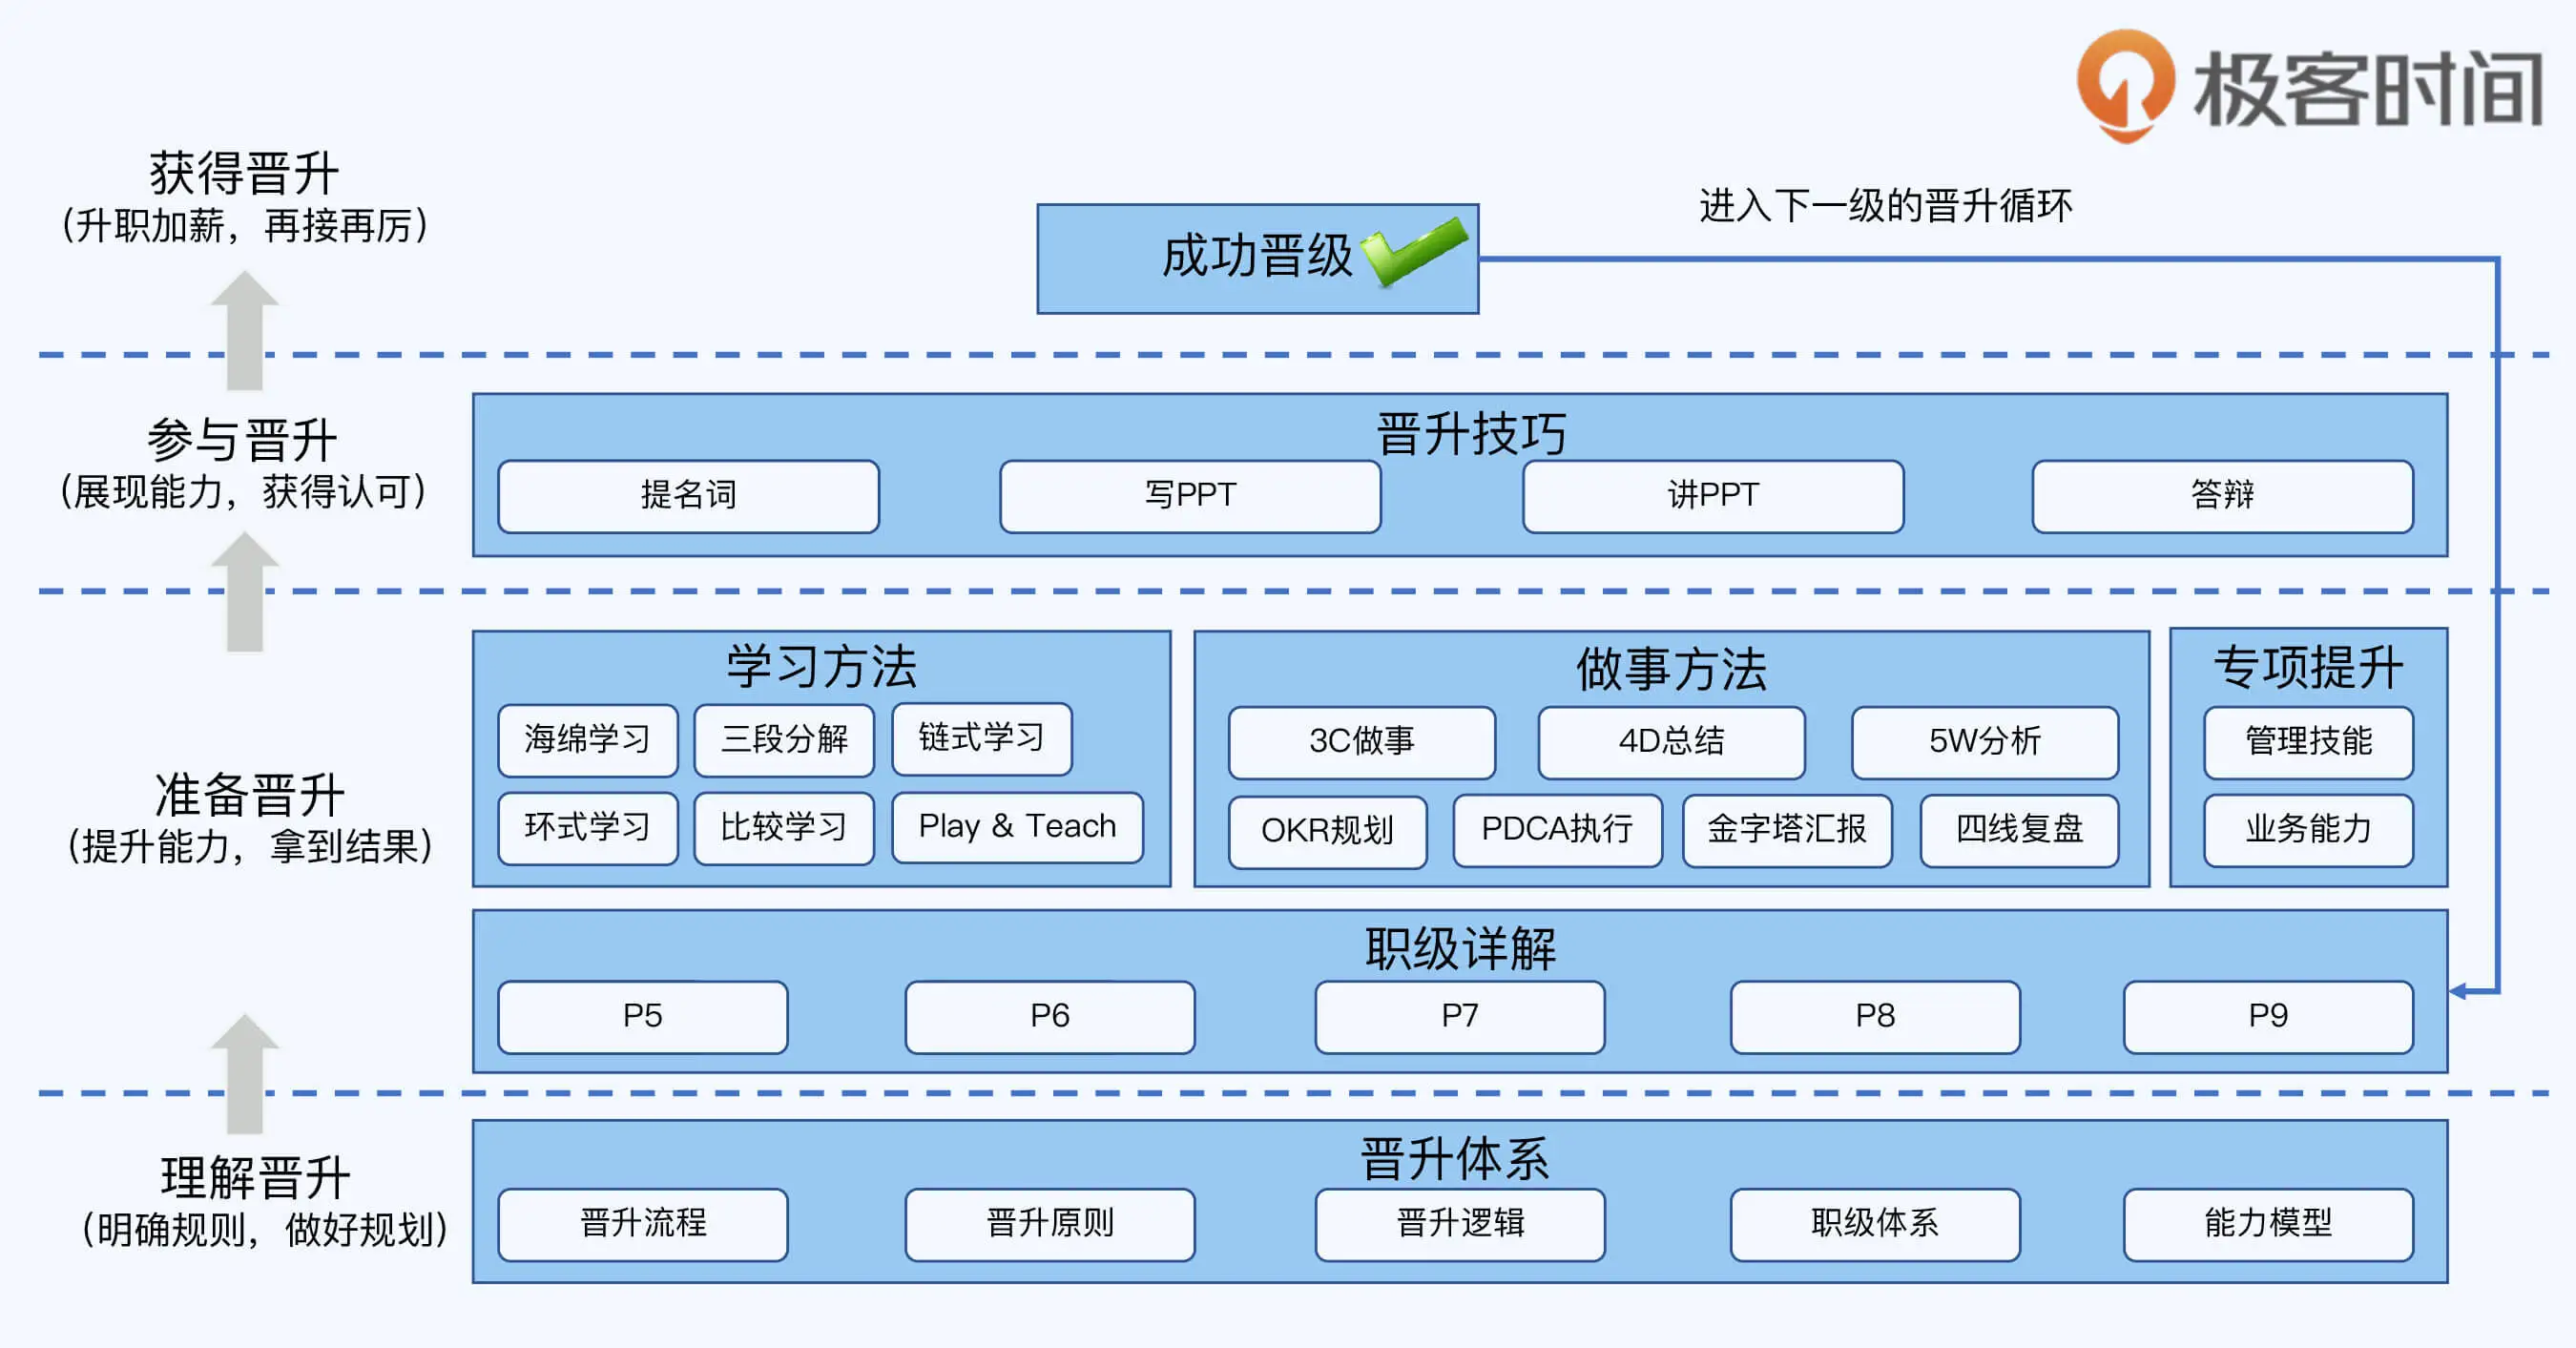 极客时间
获得晋升
（升职加薪，再接再厉）
成功晋级
进入下一级的晋升循环
参与晋升
（展现能力，获得认可）
晋升技巧
提名词
写PPT
讲PPT
答辩
准备晋升
（提升能力，拿到结果）
学习方法
海绵学习
三段分解
链式学习
环式学习
比较学习
Play & Teach
做事方法
3C做事
4D总结
5W分析
OKR规划
PDCA执行
金字塔汇报
四线复盘
专项提升
管理技能
业务能力
职级详解
P5
P6
P7
P8
P9
理解晋升
（明确规则，做好规划）
晋升体系
晋升流程
晋升原则
晋升逻辑
职级体系
能力模型